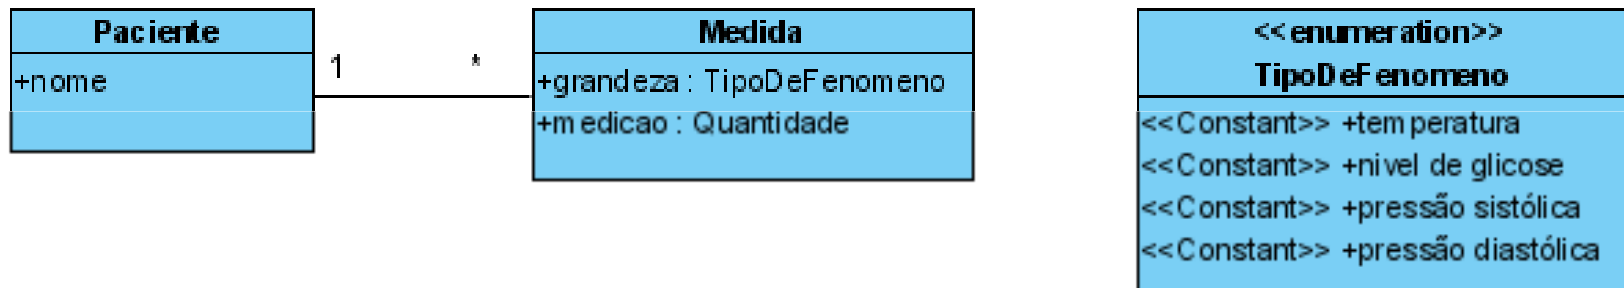 Paciente
+nome
1
*
Medida
+grandeza : TipoDeFenomeno
+medicao : Quantidade
<<enumeration>>
TipoDeFenomeno
<<Constant>> +temperatura
<<Constant>> +nivel de glicose
<<Constant>> +pressão sistólica
<<Constant>> +pressão diastólica